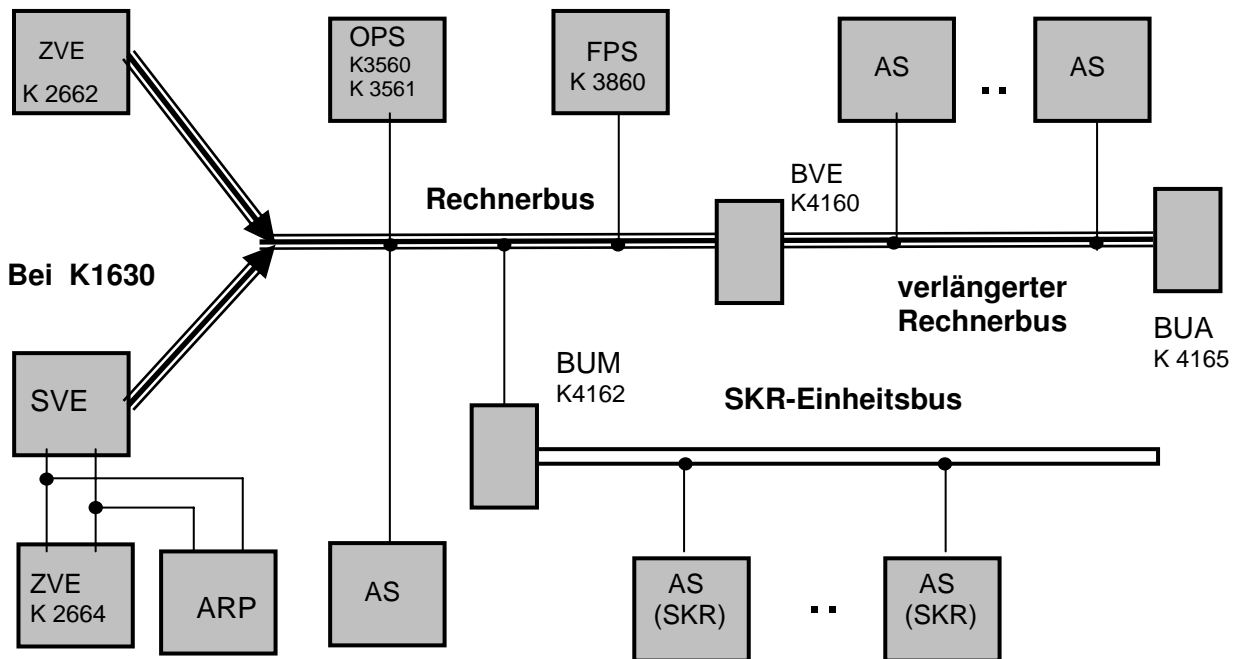 ZVE
K 2662
OPS
K3560
K 3561
FPS
K 3860
AS
..
AS
Rechnerbus
BVE
K4160
Bei K1630
verlängerter
Rechnerbus
BUA
K 4165
SVE
BUM
K4162
SKR-Einheitsbus
ZVE
K 2664
ARP
AS
AS
(SKR)
..
AS
(SKR)